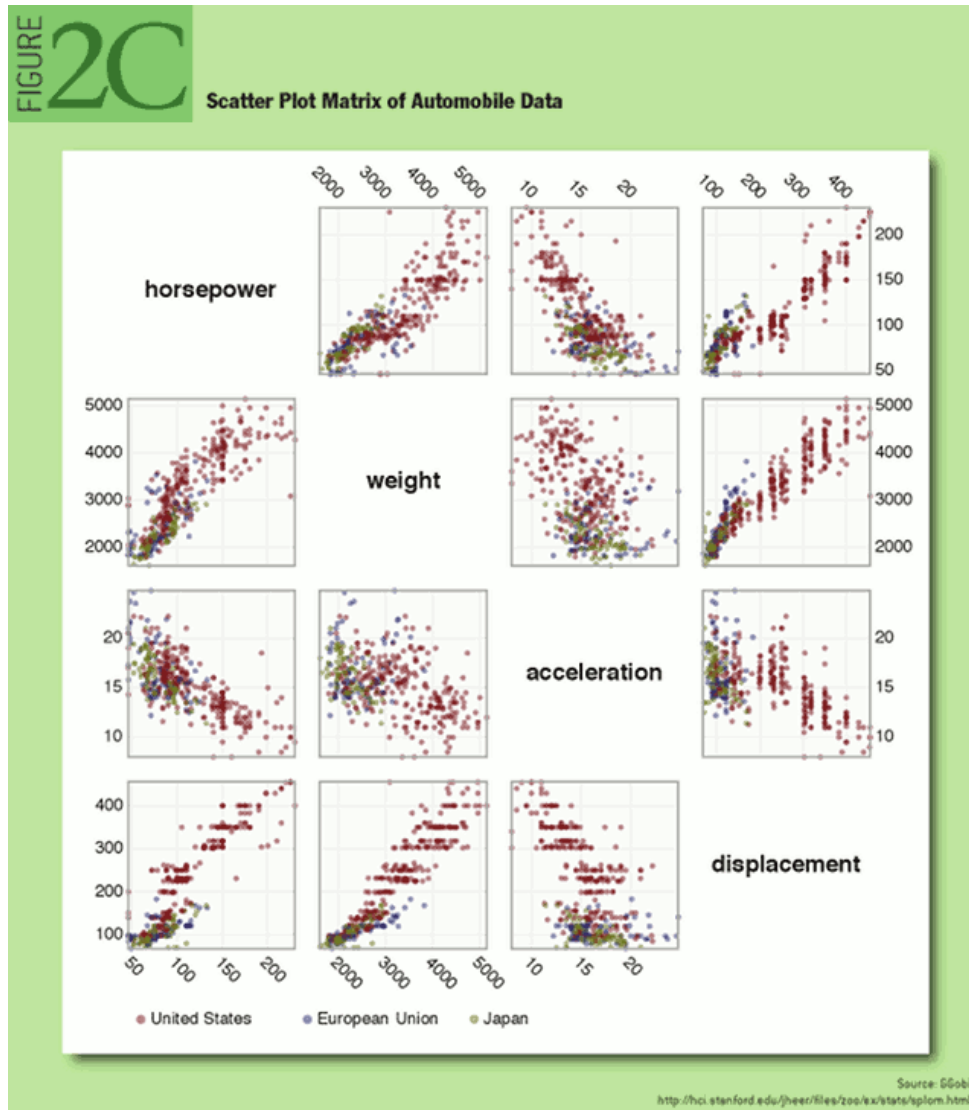 FIGURE
2C
Scatter Plot Matrix of Automobile Data
2000 3000 4000 5000 10 15 20 100 200 300 400
horsepower
200
150
100
50
5000
4000
3000
2000
weight
5000
4000
3000
2000
20
15
10
acceleration
20
15
10
400
300
200
100
displacement
50 100 150 200 2000 3000 4000 5000 10 15 20
United States European Union Japan
Source: GGobi
http://hci.stanford.edu/jheer/files/zoo/ex/stats/splom.html